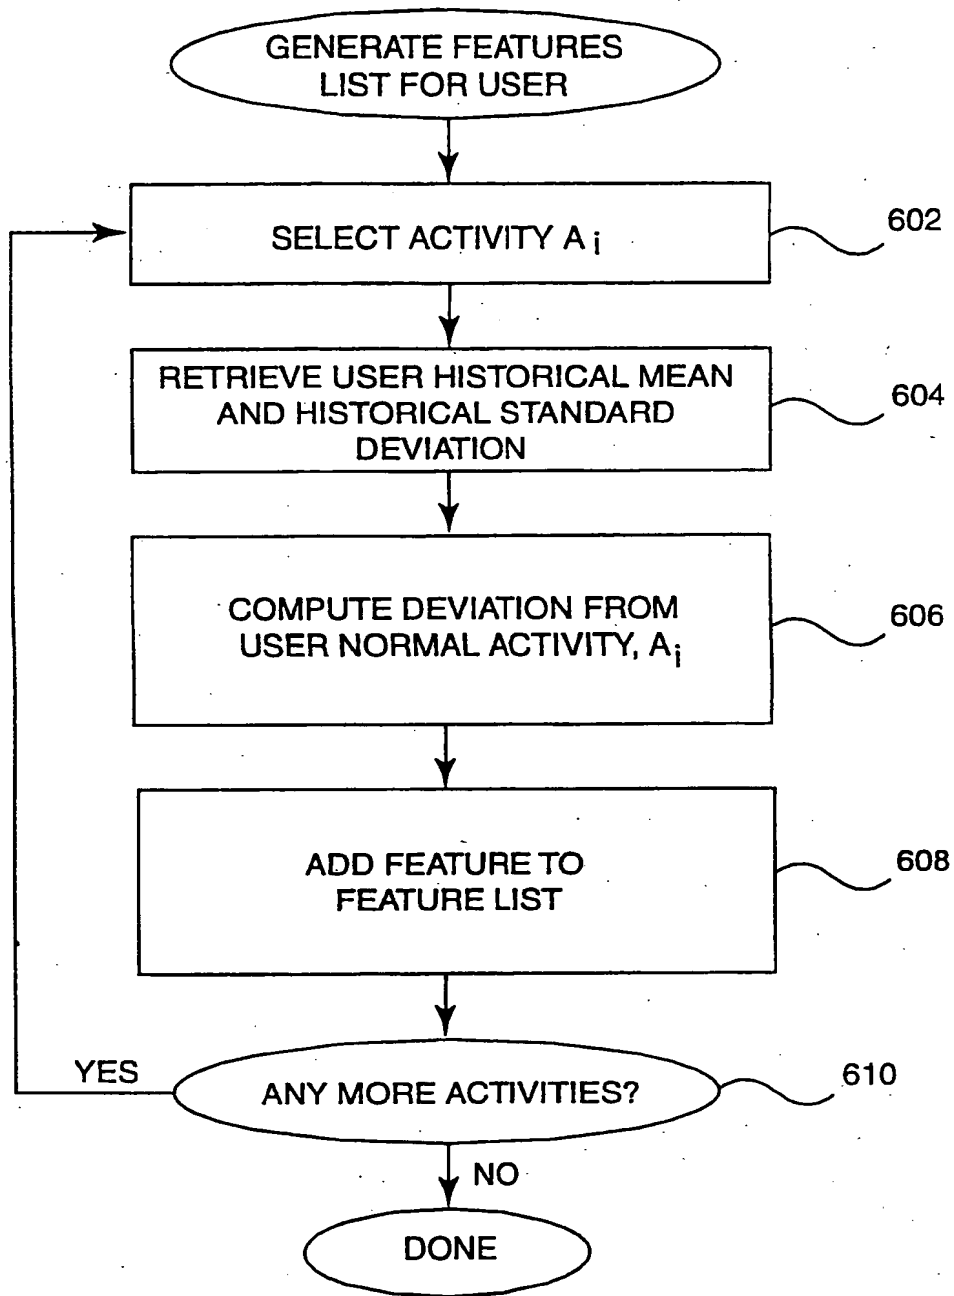 GENERATE FEATURES
LIST FOR USER
SELECT ACTIVITY A i
602
RETRIEVE USER HISTORICAL MEAN
AND HISTORICAL STANDARD
DEVIATION
604
COMPUTE DEVIATION FROM
USER NORMAL ACTIVITY, A i
606
ADD FEATURE TO
FEATURE LIST
608
YES
ANY MORE ACTIVITIES?
610
NO
DONE